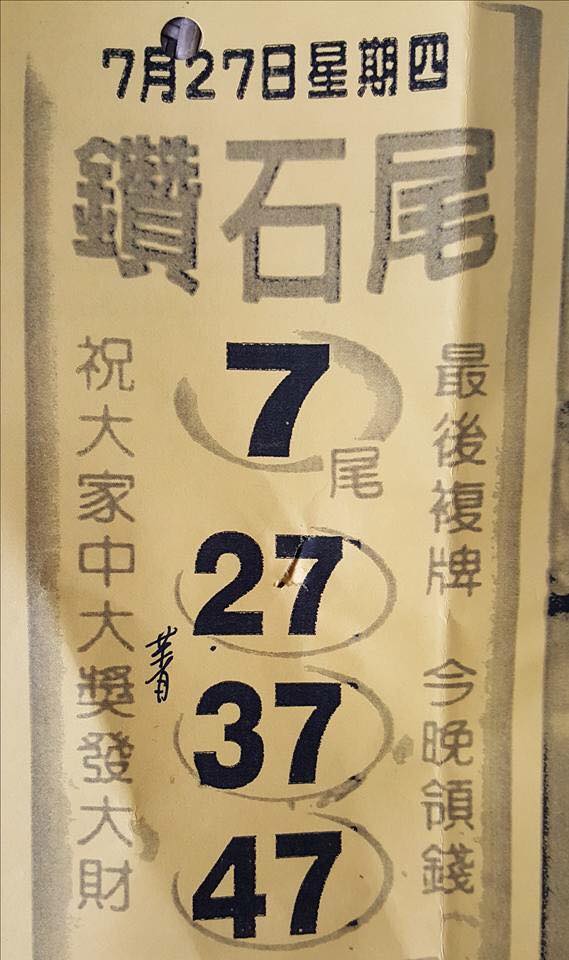 7月27日星期四
鑽石尾
最後複牌 今晚領錢
7尾
27
37
47
祝大家中大獎發大財